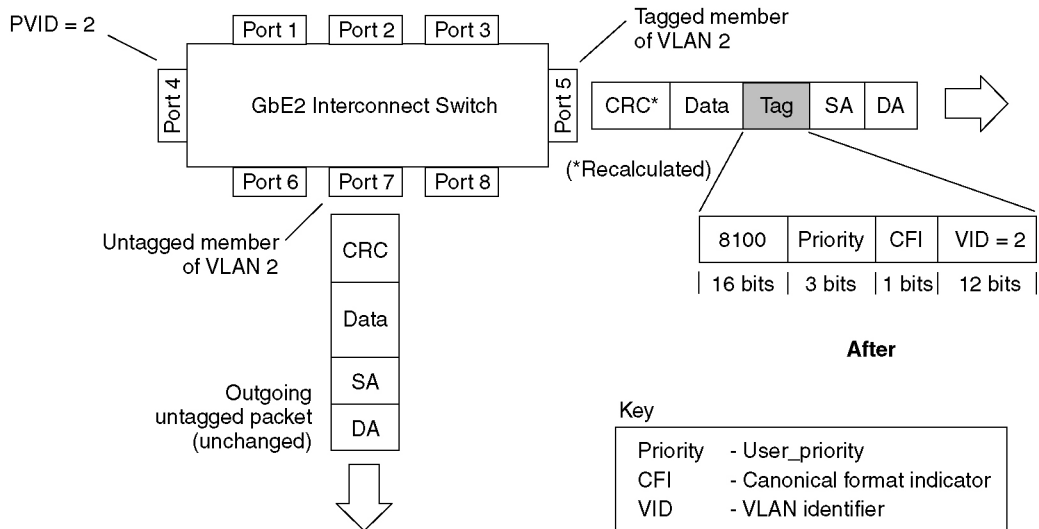 PVID = 2
Port 1
Port 2
Port 3
Tagged member
of VLAN 2
Port 4
GbE2 Interconnect Switch
Port 5
CRC*
Data
Tag
SA
DA
(*Recalculated)
Port 6
Port 7
Port 8
Untagged member
of VLAN 2
CRC
Data
SA
DA
8100
Priority
CFI
VID = 2
16 bits
3 bits
1 bits
12 bits
After
Outgoing
untagged packet
(unchanged)
Key
Priority - User_priority
CFI - Canonical format indicator
VID - VLAN identifier